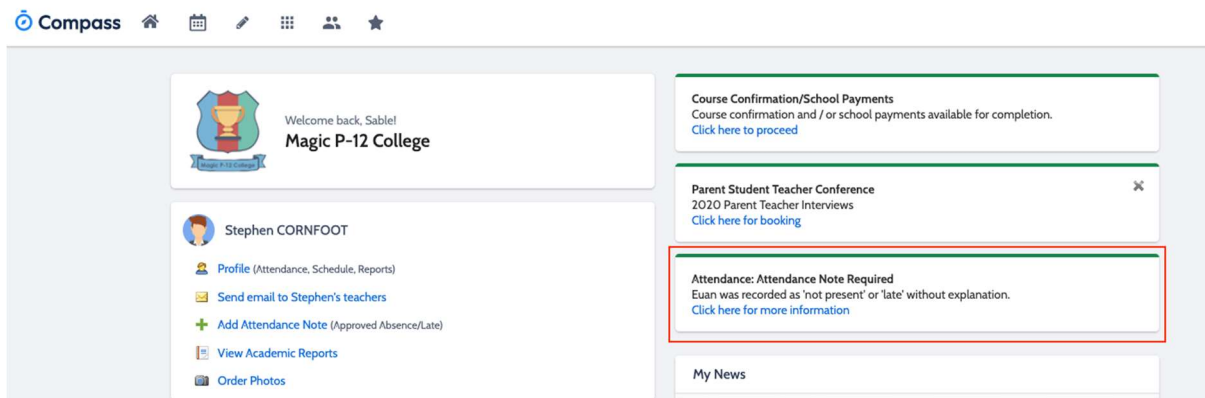 Compass
Welcome back, Sable!
Magic P-12 College
Magic P-12 College
Stephen CORNFOOT
Profile (Attendance, Schedule, Reports)
Send email to Stephen's teachers
Add Attendance Note (Approved Absence/Late)
View Academic Reports
Order Photos
Course Confirmation/School Payments
Course confirmation and / or school payments available for completion.
Click here to proceed
Parent Student Teacher Conference
2020 Parent Teacher Interviews
Click here for booking
Attendance: Attendance Note Required
Euan was recorded as 'not present' or 'late' without explanation.
Click here for more information
My News